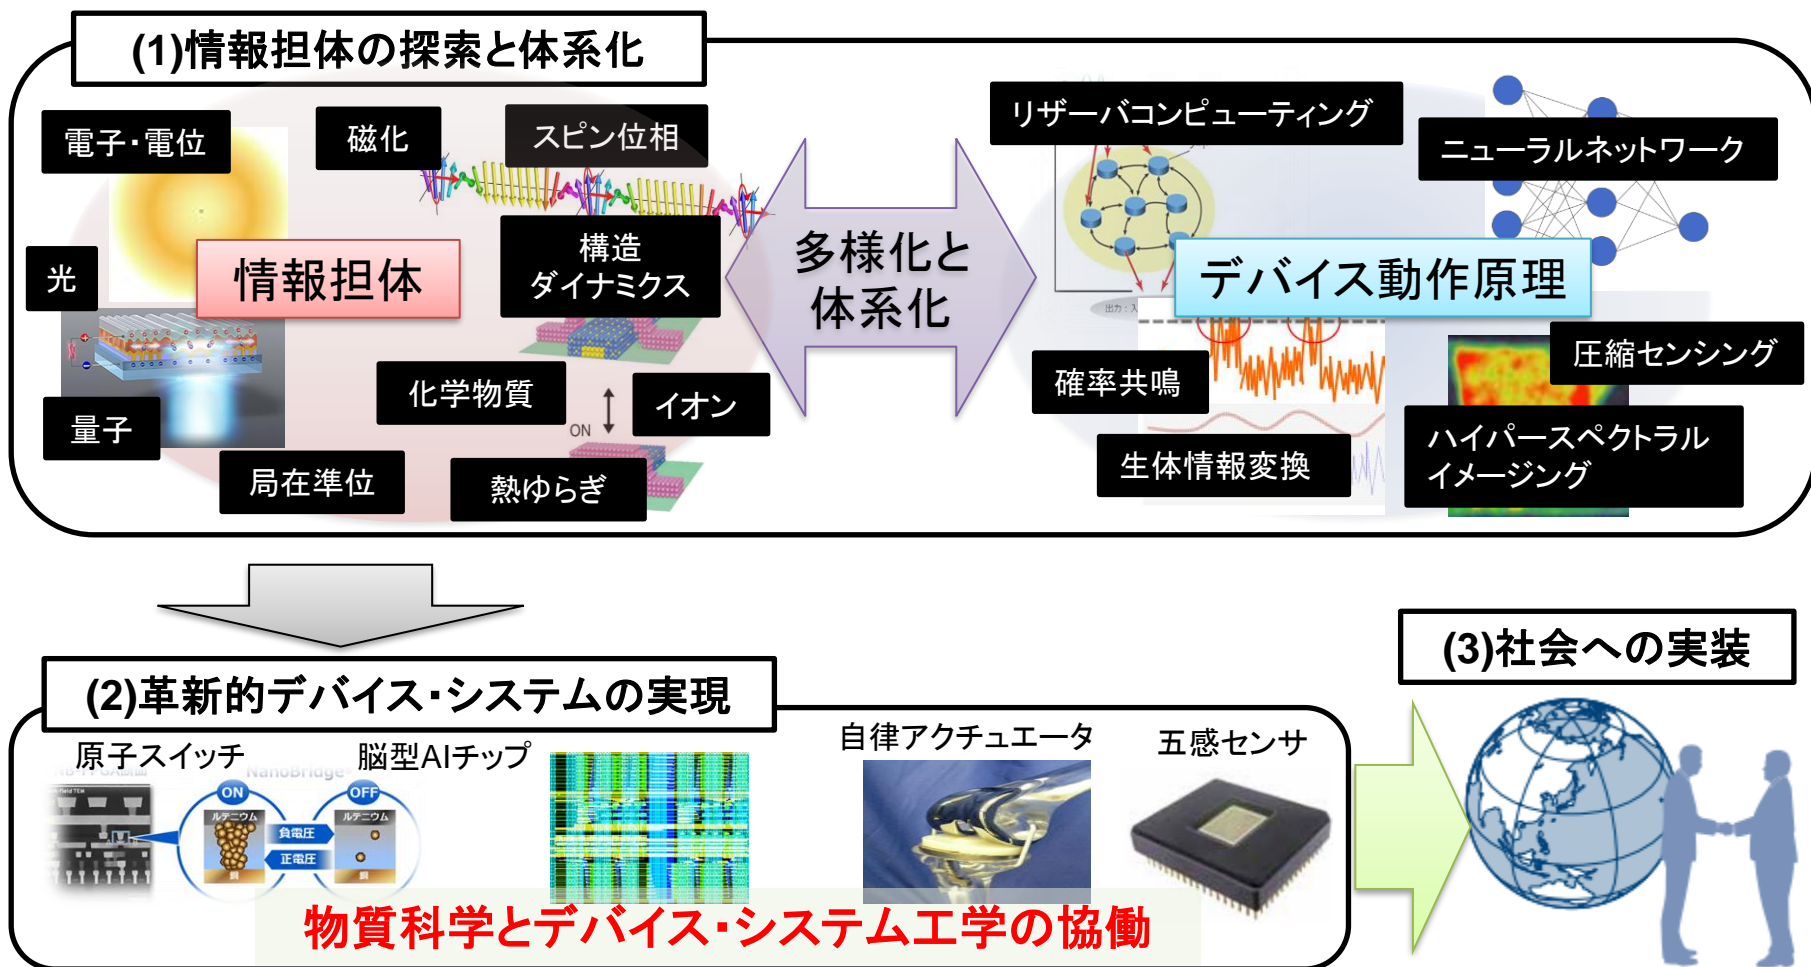 (1)情報担体の探索と体系化
電子・電位
磁化
スピン位相
光
情報担体
構造
ダイナミクス
化学物質
イオン
ON
量子
局在準位
熱ゆらぎ
多様化と
体系化
リザーバコンピューティング
ニューラルネットワーク
デバイス動作原理
出力:入
確率共鳴
圧縮センシング
生体情報変換
ハイパースペクトラル
イメージング
(2)革新的デバイス・システムの実現
原子スイッチ
脳型AIチップ
自律アクチュエータ
五感センサ
NanoBridge
ON
OFF
ルテニウム
ルテニウム
負電圧
正電圧
銅
銅
物質科学とデバイス・システム工学の協働
(3)社会への実装